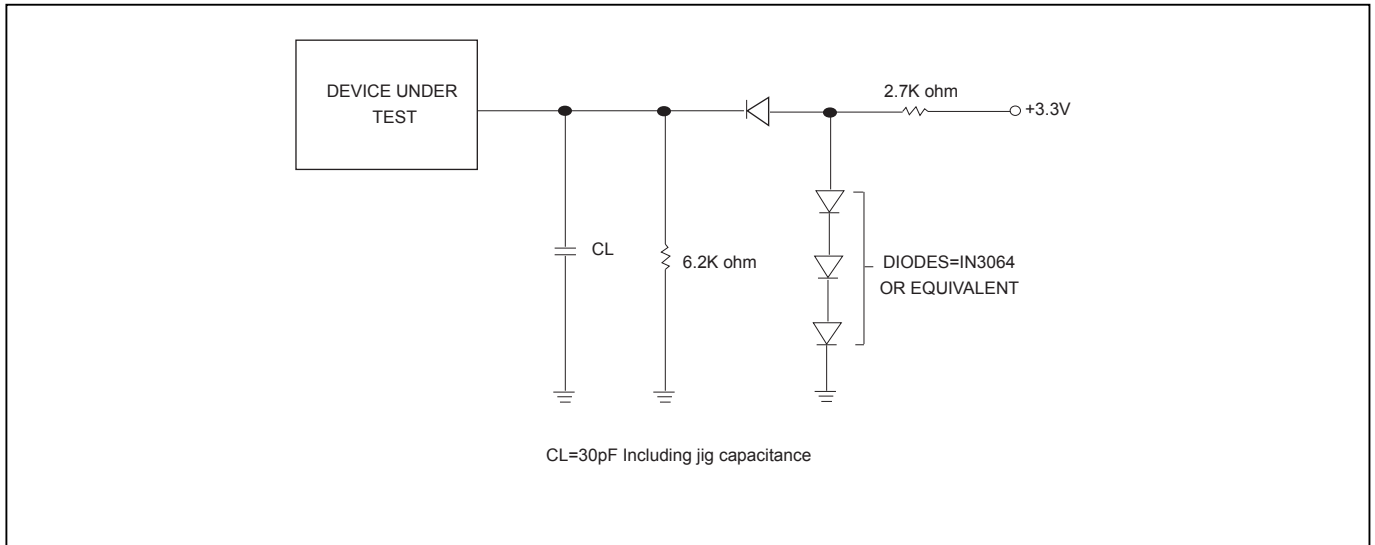 DEVICE UNDER
TEST
2.7K ohm
+3.3V
CL
6.2K ohm
DIODES=IN3064
OR EQUIVALENT
CL=30pF Including jig capacitance